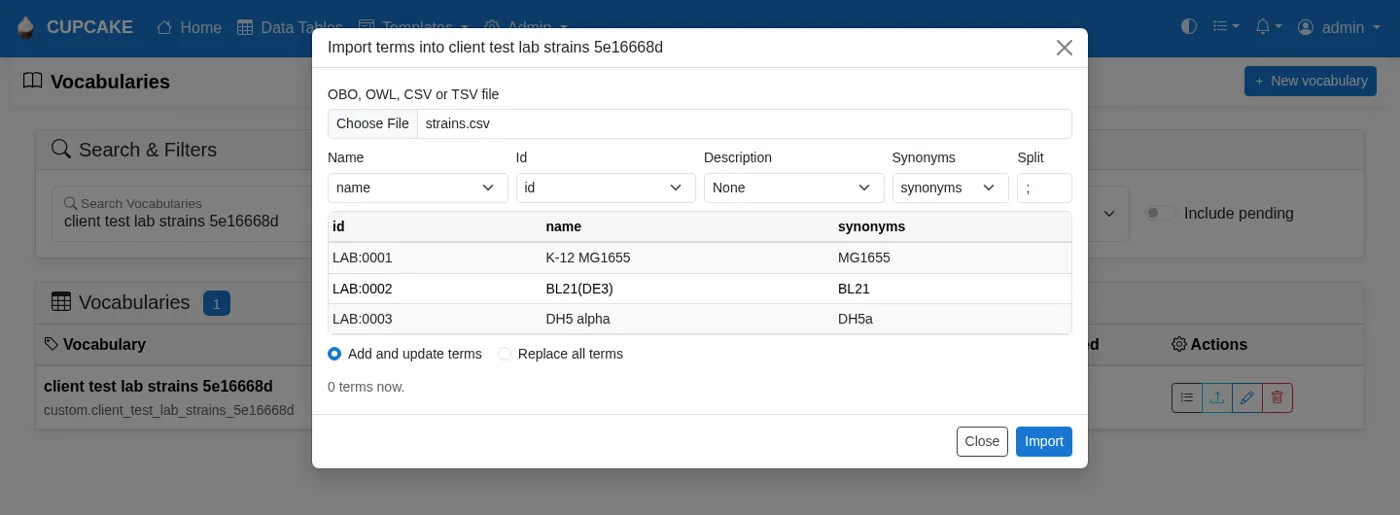 CUPCAKE Home Data Tables Templates Admin admin
Import terms into client test lab strains 5e16668d
Vocabularies
+ New vocabulary
OBO, OWL, CSV or TSV file
Choose File strains.csv
Search & Filters
Name Id Description Synonyms Split
name id None synonyms ;
Search Vocabularies
client test lab strains 5e16668d
Include pending
id name synonyms
LAB:0001 K-12 MG1655 MG1655
LAB:0002 BL21(DE3) BL21
LAB:0003 DH5 alpha DH5a
Vocabularies 1
Vocabulary
Actions
Add and update terms Replace all terms
0 terms now.
client test lab strains 5e16668d
custom.client_test_lab_strains_5e16668d
Close Import